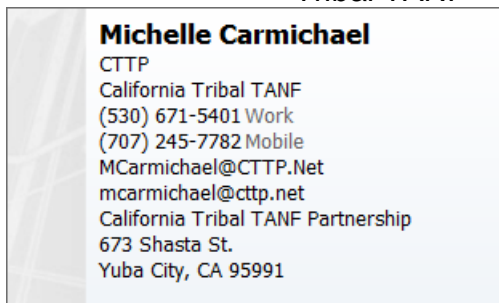 Michelle Carmichael
CTTP
California Tribal TANF
(530) 671-5401 Work
(707) 245-7782 Mobile
MCarmichael@CTTP.Net
mcarmichael@cttp.net
California Tribal TANF Partnership
673 Shasta St.
Yuba City, CA 95991